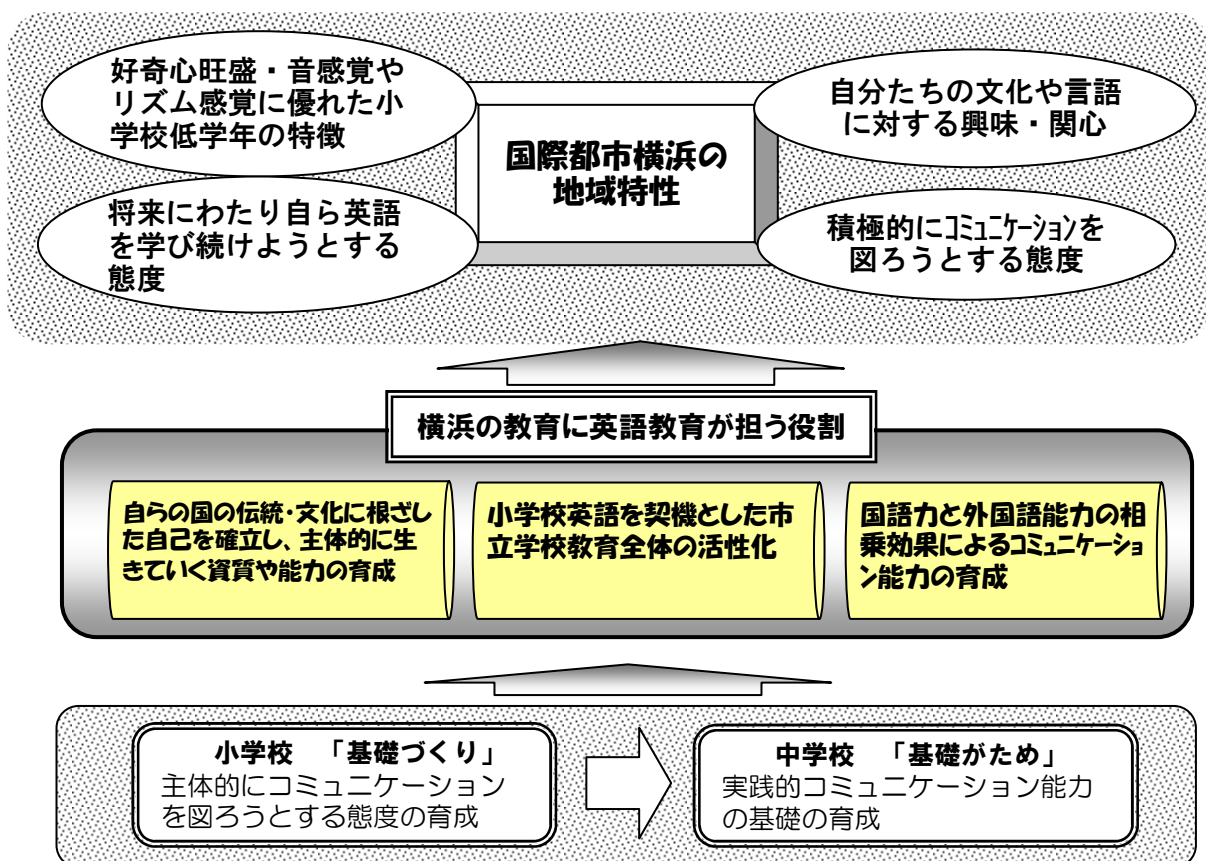 好奇心旺盛・音感覚や
リズム感覚に優れた小
学校低学年の特徴
将来にわたり自ら英語
を学び続けようとする
態度
国際都市横浜の
地域特性
自分たちの文化や言語
に対する興味・関心
積極的にｺﾐｭﾆｹｰｼｮﾝを
図ろうとする態度
横浜の教育に英語教育が担う役割
自らの国の伝統・文化に根ざし
た自己を確立し、主体的に生
きていく資質や能力の育成
小学校英語を契機とした市
立学校教育全体の活性化
国語力と外国語能力の相
乗効果によるｺﾐｭﾆｹｰｼｮ
ﾝ能力の育成
小学校　「基礎づくり」
主体的にコミュニケーション
を図ろうとする態度の育成
中学校　「基礎がため」
実践的コミュニケーション能力
の基礎の育成